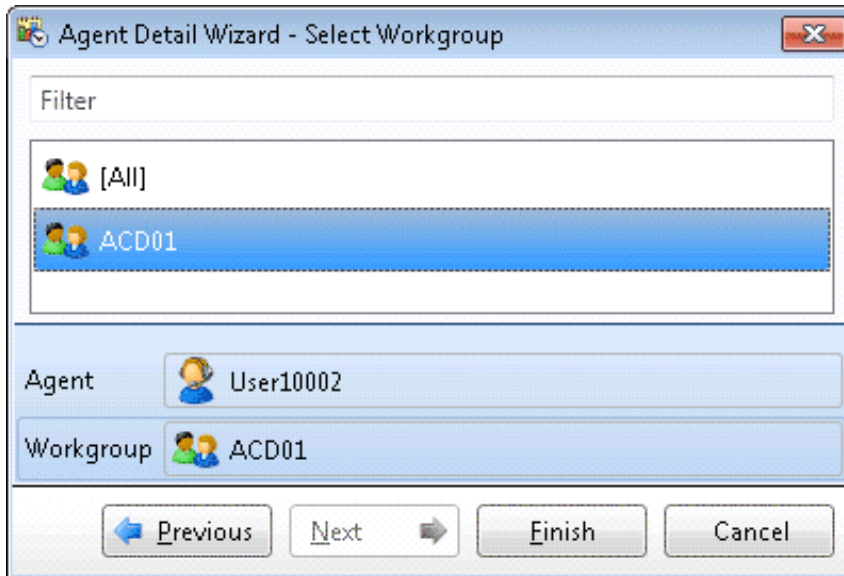 Agent Detail Wizard - Select Workgroup
Filter
[All]
ACD01
Agent User10002
Workgroup ACD01
Previous Next Finish Cancel